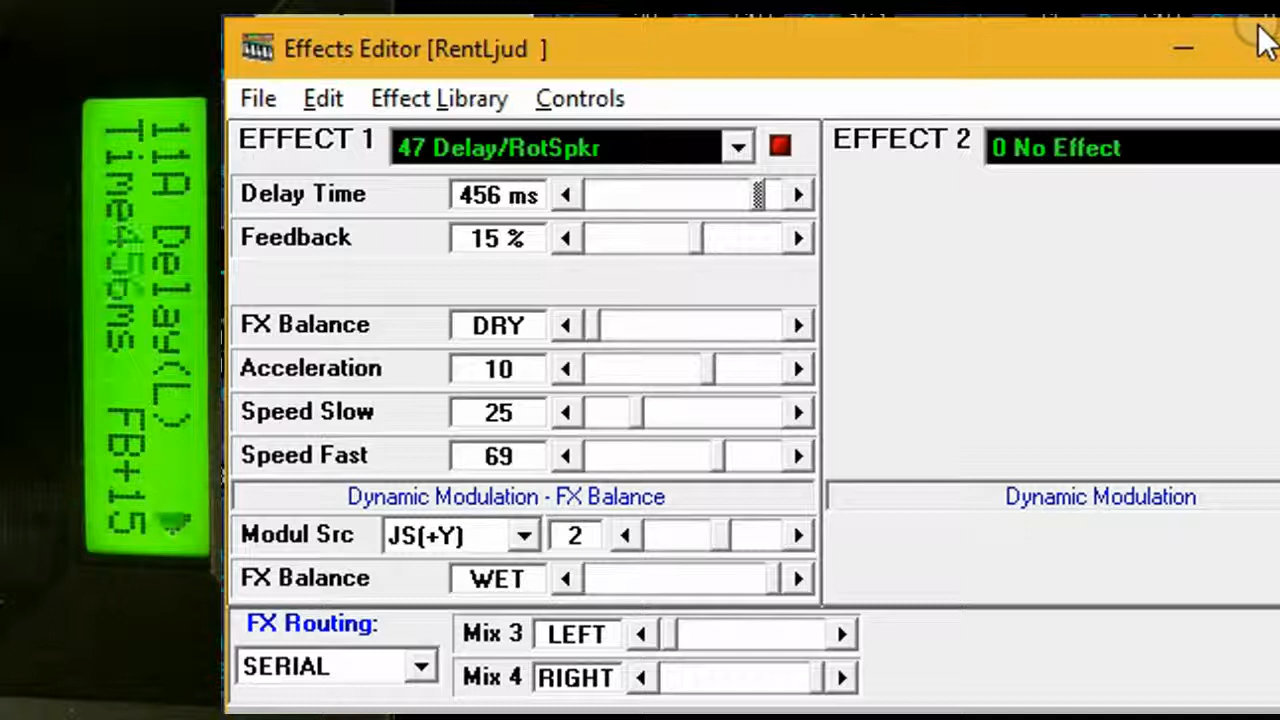 11A Delay(L)
Time456ms FB+15
Effects Editor [RentLjud ]
File Edit Effect Library Controls
EFFECT 1 47 Delay/RotSpkr
EFFECT 2 0 No Effect
Delay Time 456 ms
Feedback 15 %
FX Balance DRY
Acceleration 10
Speed Slow 25
Speed Fast 69
Dynamic Modulation - FX Balance
Dynamic Modulation
Modul Src JS(+Y) 2
FX Balance WET
FX Routing:
SERIAL
Mix 3 LEFT
Mix 4 RIGHT